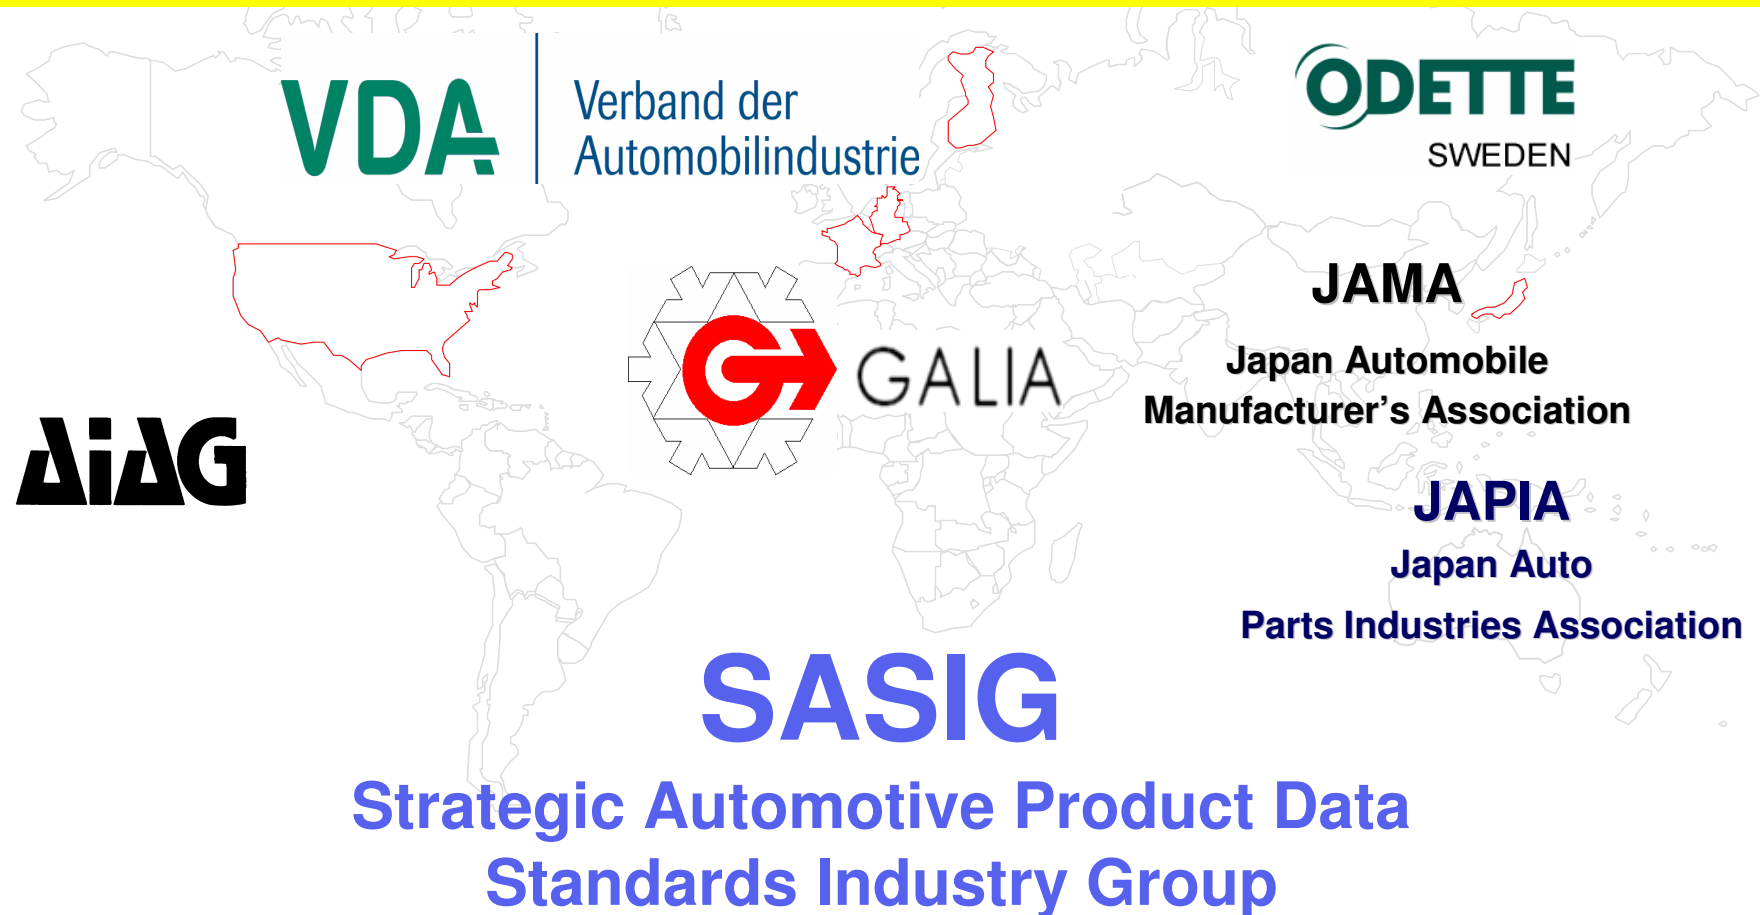 VDA
Verband der
Automobilindustrie
ODETTE
SWEDEN
GALIA
AiAG
JAMA
Japan Automobile
Manufacturer’s Association
JAPIA
Japan Auto
Parts Industries Association
SASIG
Strategic Automotive Product Data
Standards Industry Group